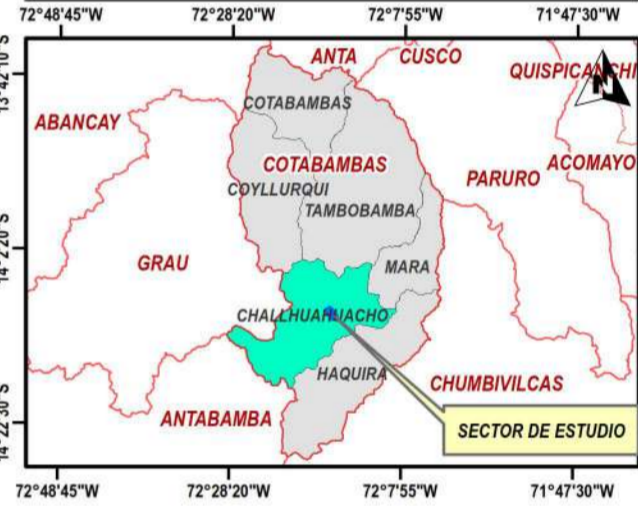 72°48'45"W 72°28'20"W 72°7'55"W 71°47'30"W
13°42'10"S
14°2'20"S
14°22'30"S
ANTA CUSCO
QUISPICANCHI
N
COTABAMBAS
ABANCAY
COTABAMBAS
ACOMAYO
PARURO
COYLLURQUI
TAMBOBAMBA
GRAU
MARA
CHALLHUAHUACHO
HAQUIRA
CHUMBIVILCAS
ANTABAMBA
SECTOR DE ESTUDIO
72°48'45"W 72°28'20"W 72°7'55"W 71°47'30"W